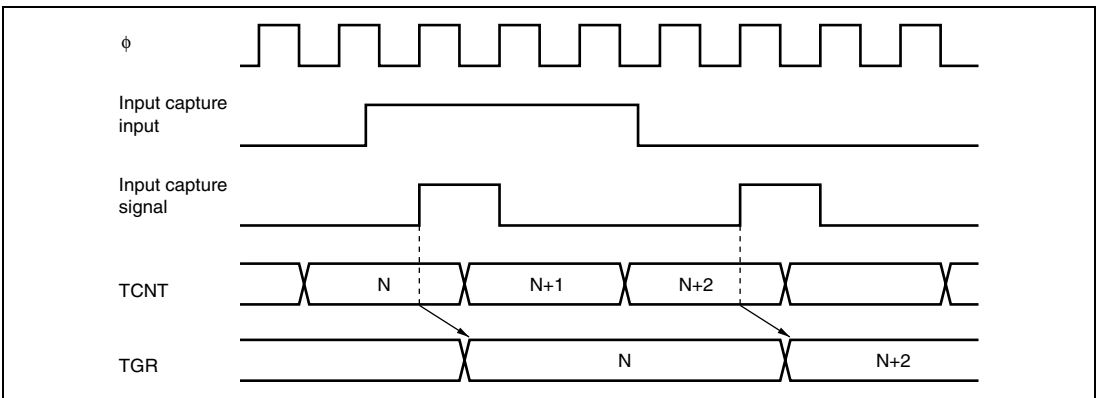 ϕ
Input capture
input
Input capture
signal
TCNT
N
N+1
N+2
TGR
N
N+2